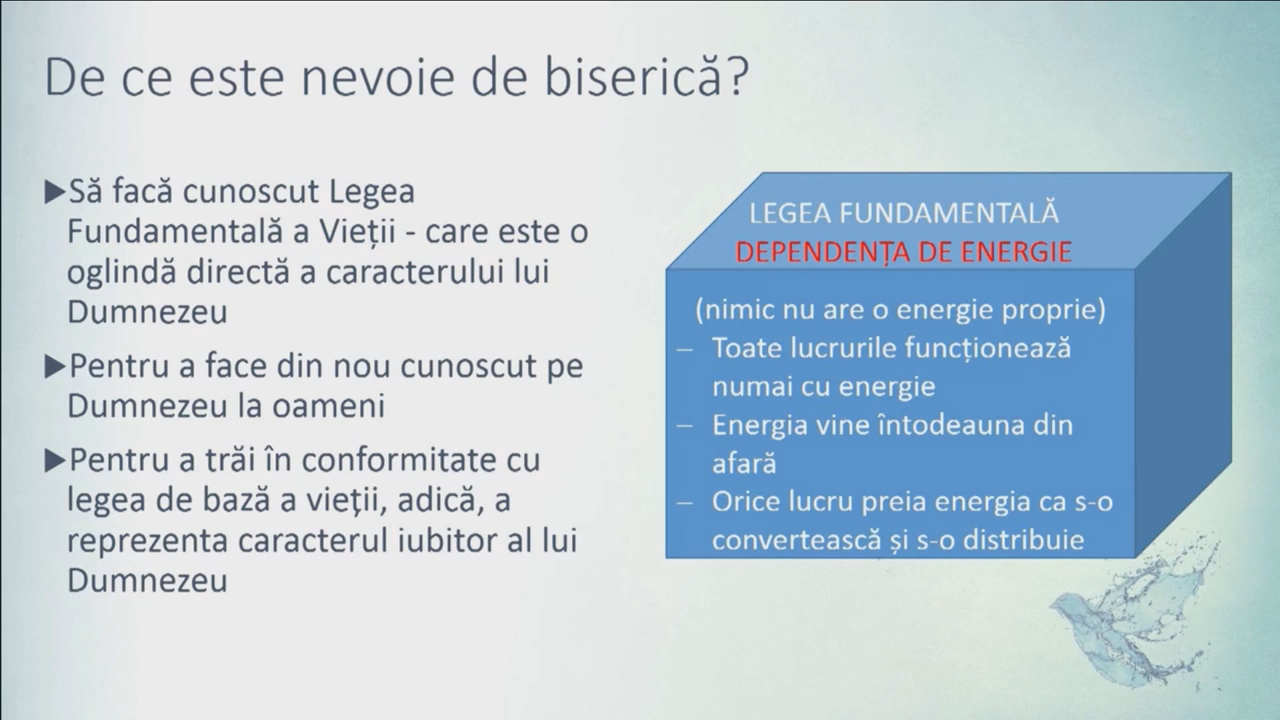 De ce este nevoie de biserică?
Să facă cunoscut Legea
Fundamentală a Vieții - care este o
oglindă directă a caracterului lui
Dumnezeu
Pentru a face din nou cunoscut pe
Dumnezeu la oameni
Pentru a trăi în conformitate cu
legea de bază a vieții, adică, a
reprezenta caracterul iubitor al lui
Dumnezeu
LEGEA FUNDAMENTALĂ
DEPENDENȚA DE ENERGIE
(nimic nu are o energie proprie)
– Toate lucrurile funcționează
numai cu energie
– Energia vine întodeauna din
afară
– Orice lucru preia energia ca s-o
convertească și s-o distribuie